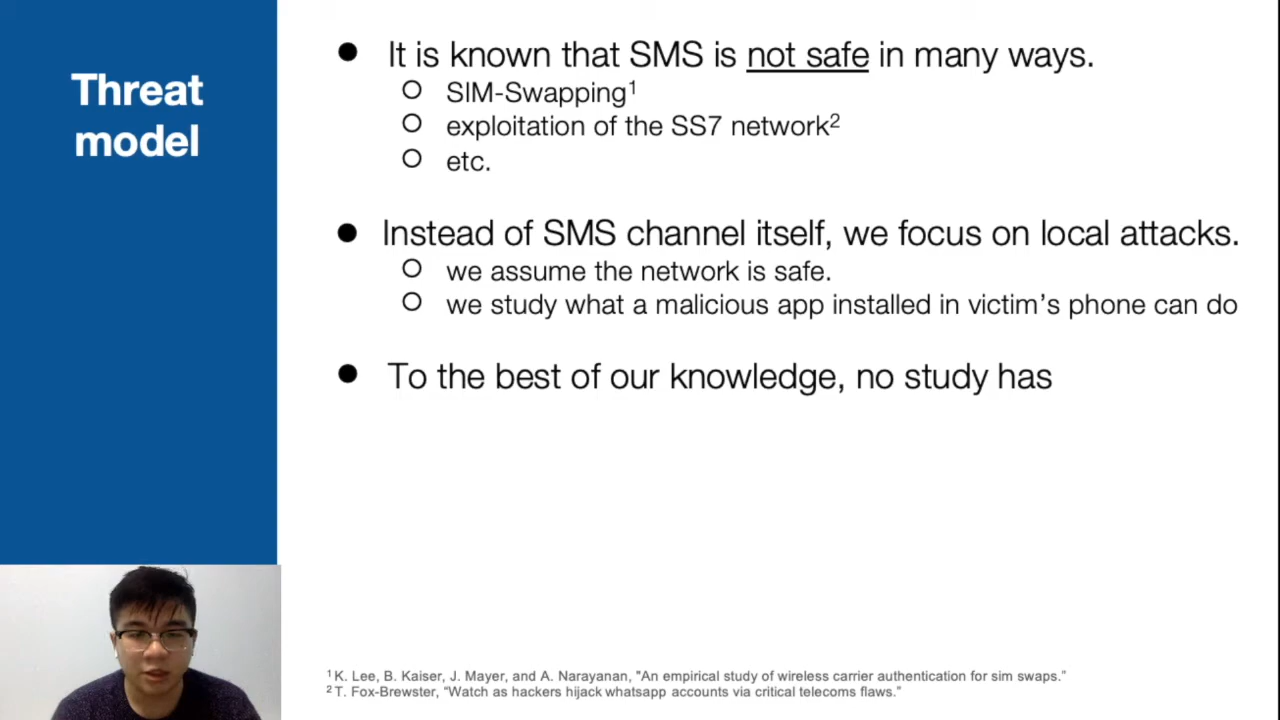 Threat
model
● It is known that SMS is not safe in many ways.
○ SIM-Swapping¹
○ exploitation of the SS7 network²
○ etc.
● Instead of SMS channel itself, we focus on local attacks.
○ we assume the network is safe.
○ we study what a malicious app installed in victim's phone can do
● To the best of our knowledge, no study has
¹ K. Lee, B. Kaiser, J. Mayer, and A. Narayanan, "An empirical study of wireless carrier authentication for sim swaps."
² T. Fox-Brewster, “Watch as hackers hijack whatsapp accounts via critical telecoms flaws.”